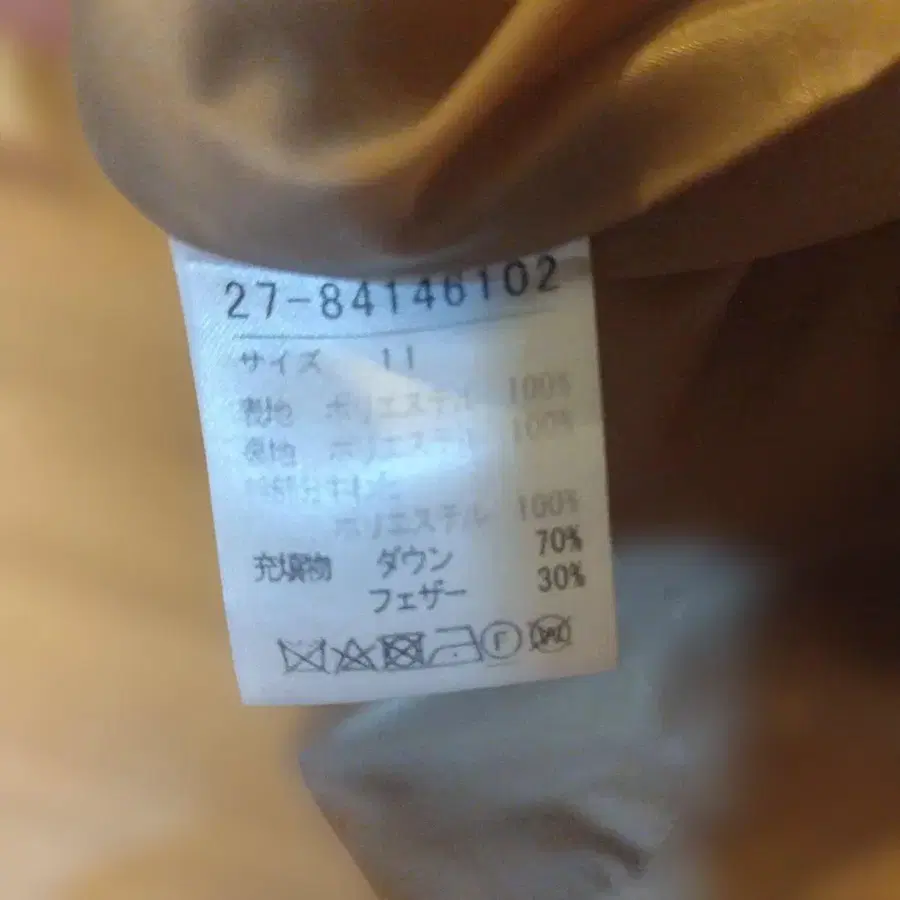 27-84146102
サイズ 11
表地 ポリエステル 100%
裏地 ポリエステル 100%
ポリエステル 100%
充填物 ダウン 70%
フェザー 30%
F
W